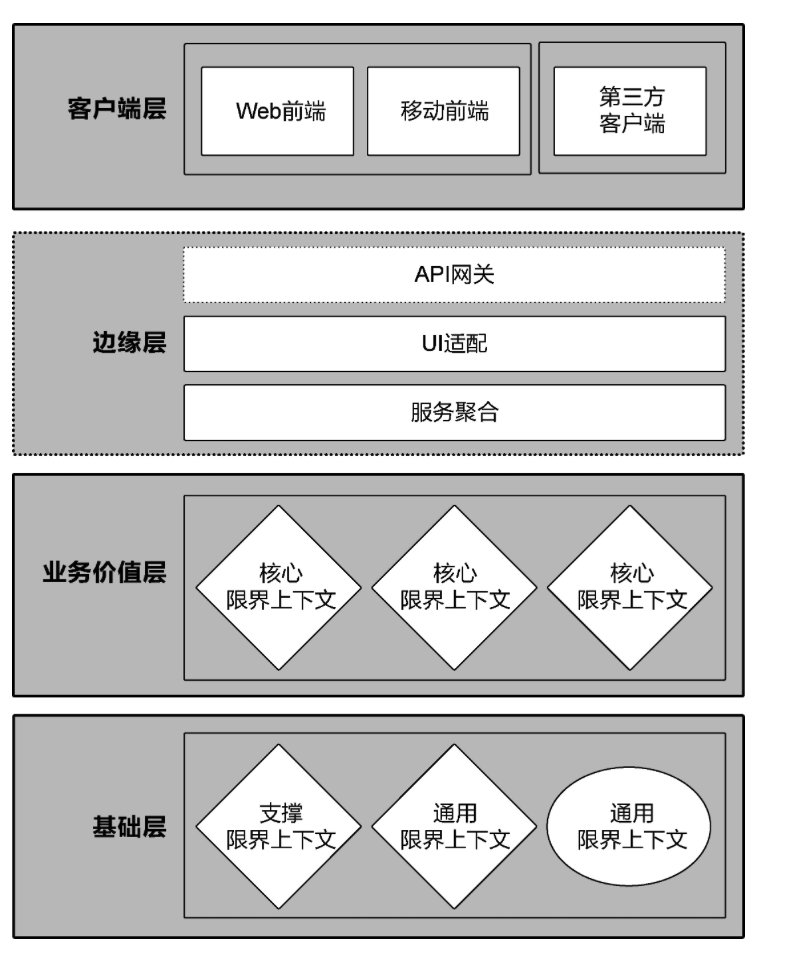 客户端层
Web前端
移动前端
第三方
客户端
边缘层
API网关
UI适配
服务聚合
业务价值层
核心
限界上下文
核心
限界上下文
核心
限界上下文
基础层
支撑
限界上下文
通用
限界上下文
通用
限界上下文